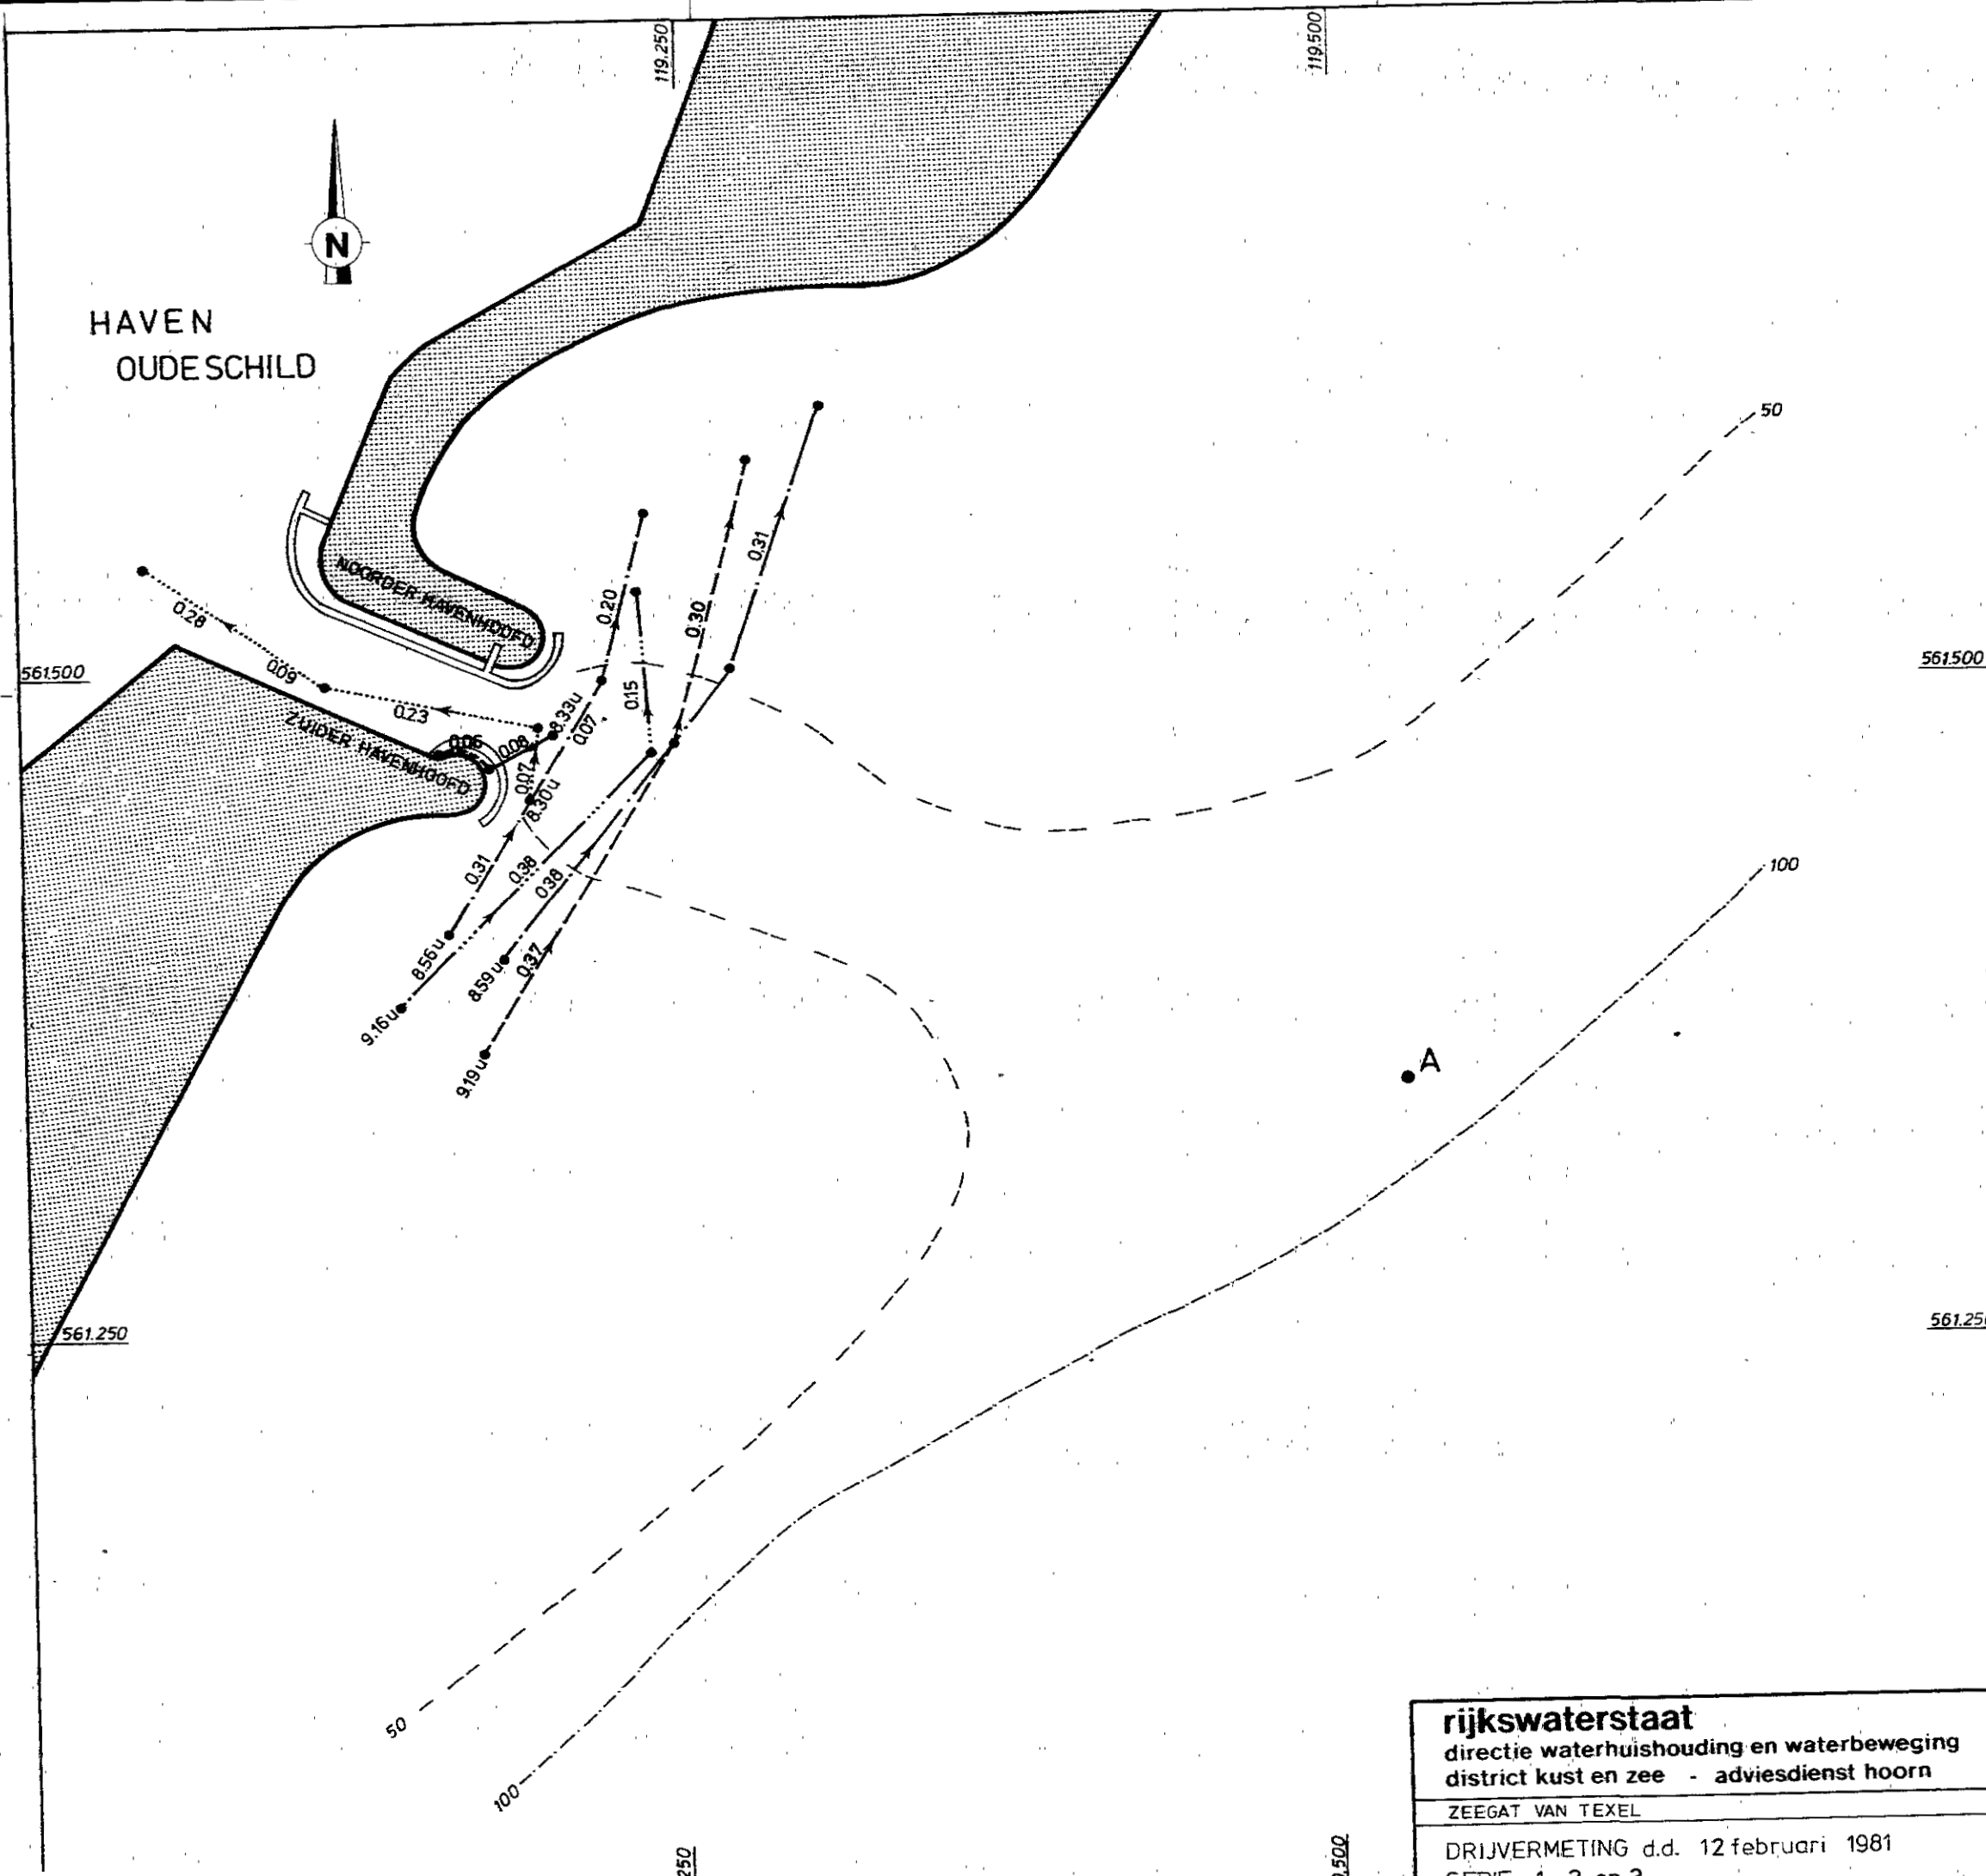 119.250
119.500
N
HAVEN
OUDESCHILD
50
0.31
NOORDER HAVENHOOFD
0.20
0.30
0.28
561.500
561.500
0.09
0.15
0.23
8.33u
0.07
ZUIDER HAVENHOOFD
0.06
0.08
0.07
8.30u
100
0.31
0.38
0.38
8.56u
8.59u
0.37
9.16u
9.19u
A
561.250
561.25
50
100
rijkswaterstaat
directie waterhuishouding en waterbeweging
district kust en zee - adviesdienst hoorn
ZEEGAT VAN TEXEL
DRIJVERMETING d.d. 12 februari 1981
250
500